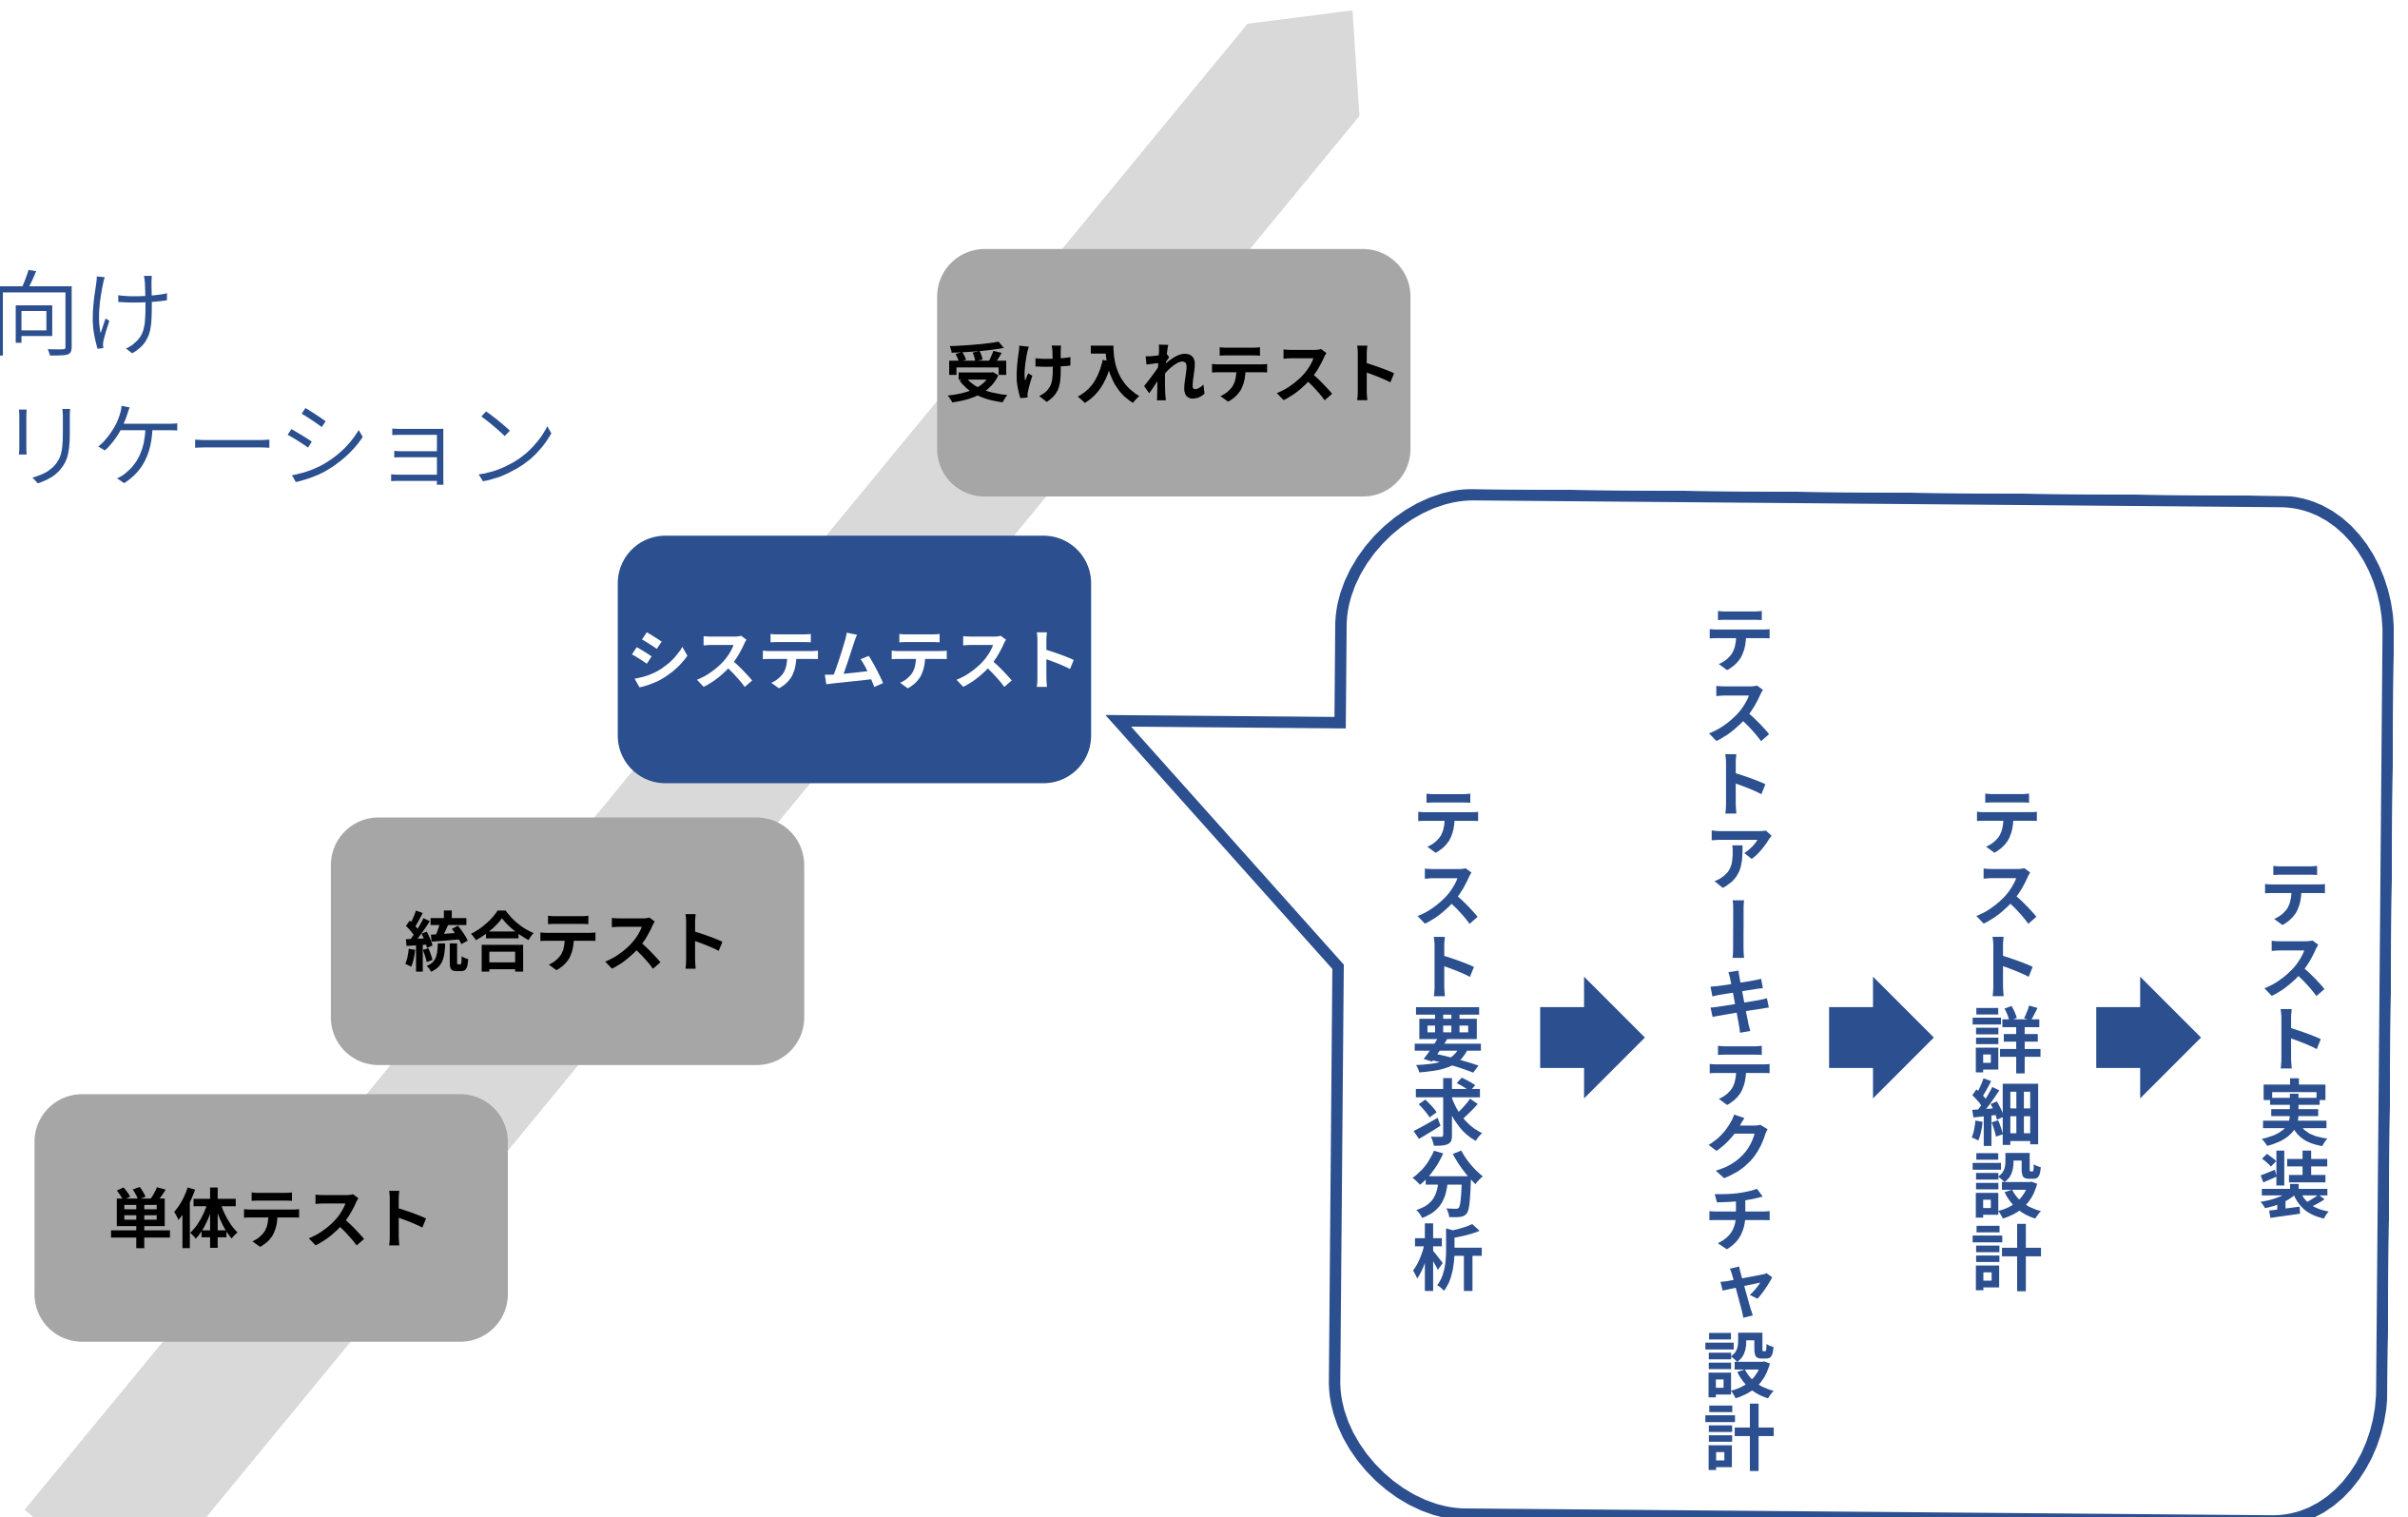 向け
リケーション
受け入れテスト
システムテスト
結合テスト
単体テスト
テスト要求分析
テストアーキテクチャ設計
テスト詳細設計
テスト実装